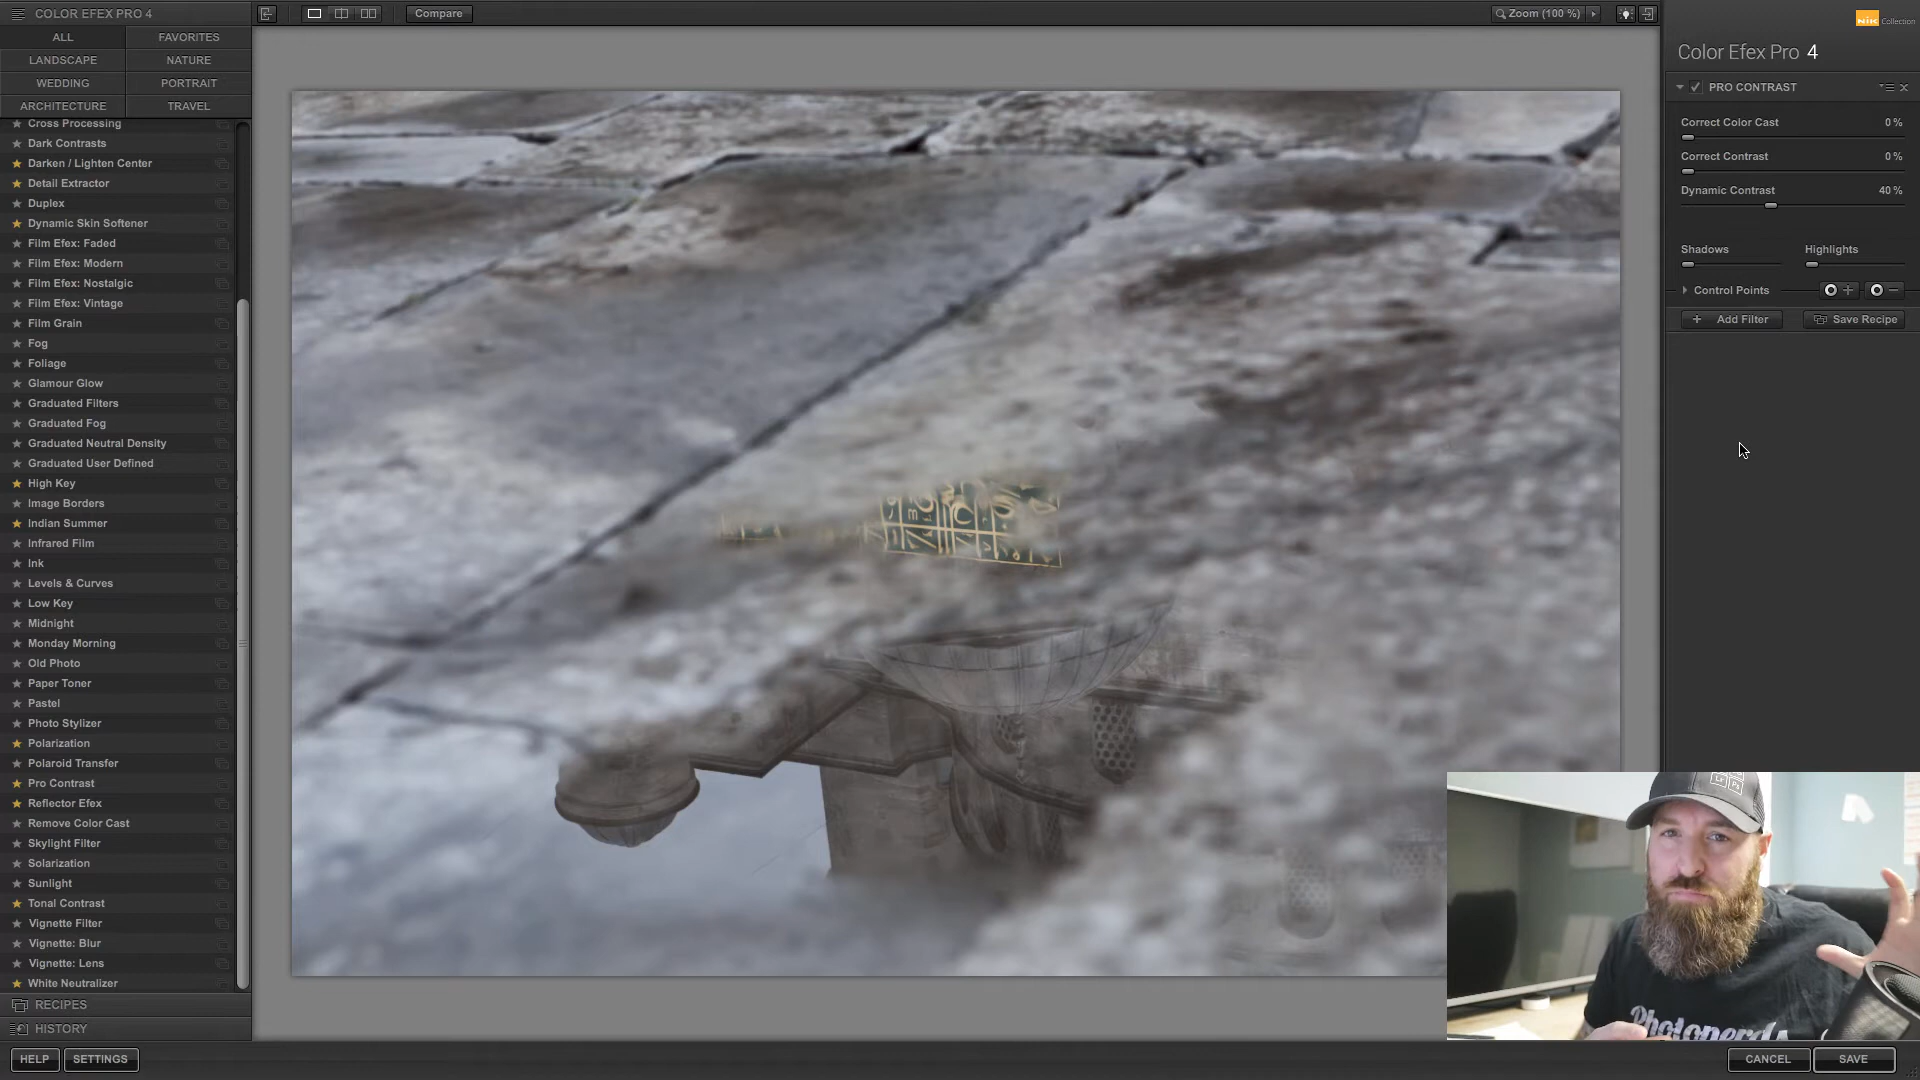 COLOR EFEX PRO 4
Compare
Zoom (100 %)
Nik Collection
ALL
FAVORITES
LANDSCAPE
NATURE
WEDDING
PORTRAIT
ARCHITECTURE
TRAVEL
Cross Processing
Dark Contrasts
Darken / Lighten Center
Detail Extractor
Duplex
Dynamic Skin Softener
Film Efex: Faded
Film Efex: Modern
Film Efex: Nostalgic
Film Efex: Vintage
Film Grain
Fog
Foliage
Glamour Glow
Graduated Filters
Graduated Fog
Graduated Neutral Density
Graduated User Defined
High Key
Image Borders
Indian Summer
Infrared Film
Ink
Levels & Curves
Low Key
Midnight
Monday Morning
Old Photo
Paper Toner
Pastel
Photo Stylizer
Polarization
Polaroid Transfer
Pro Contrast
Reflector Efex
Remove Color Cast
Skylight Filter
Solarization
Sunlight
Tonal Contrast
Vignette Filter
Vignette: Blur
Vignette: Lens
White Neutralizer
RECIPES
HISTORY
HELP
SETTINGS
Color Efex Pro 4
PRO CONTRAST
Correct Color Cast 0 %
Correct Contrast 0 %
Dynamic Contrast 40 %
Shadows
Highlights
Control Points
Add Filter
Save Recipe
Photonerds
CANCEL
SAVE